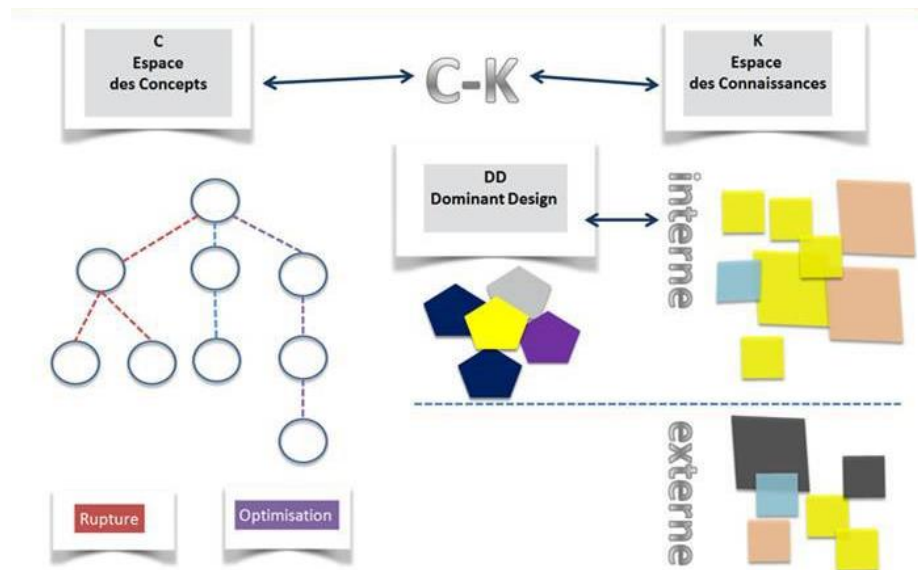 C
Espace
des Concepts
C-K
K
Espace
des Connaissances
DD
Dominant Design
interne
externe
Rupture
Optimisation